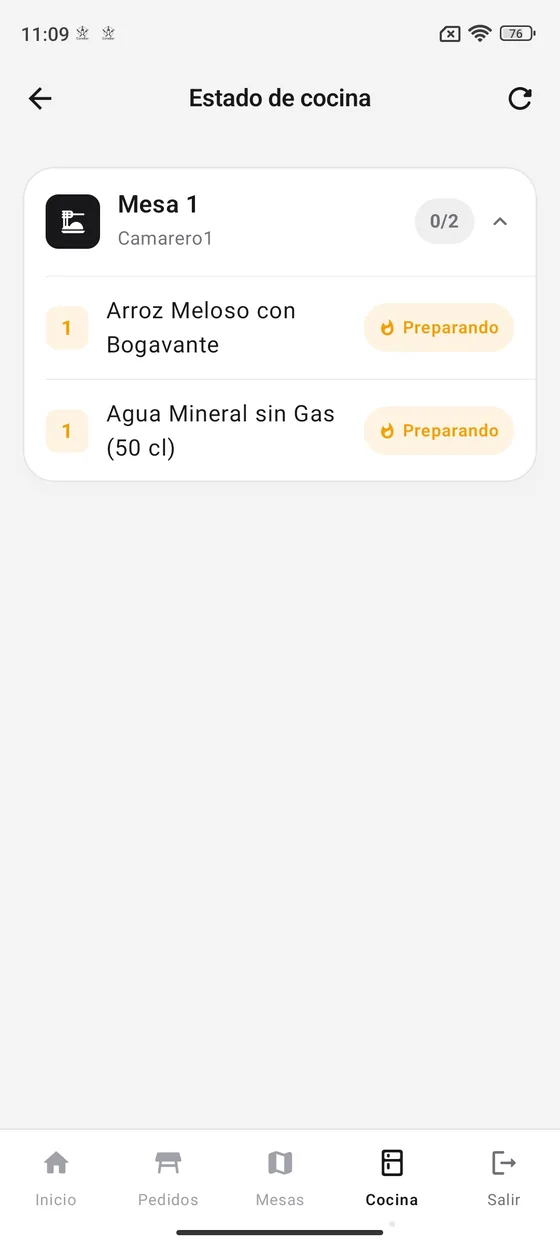 11:09
76
Estado de cocina
Mesa 1
Camarero1
0/2
1
Arroz Meloso con
Bogavante
Preparando
1
Agua Mineral sin Gas
(50 cl)
Preparando
Inicio
Pedidos
Mesas
Cocina
Salir